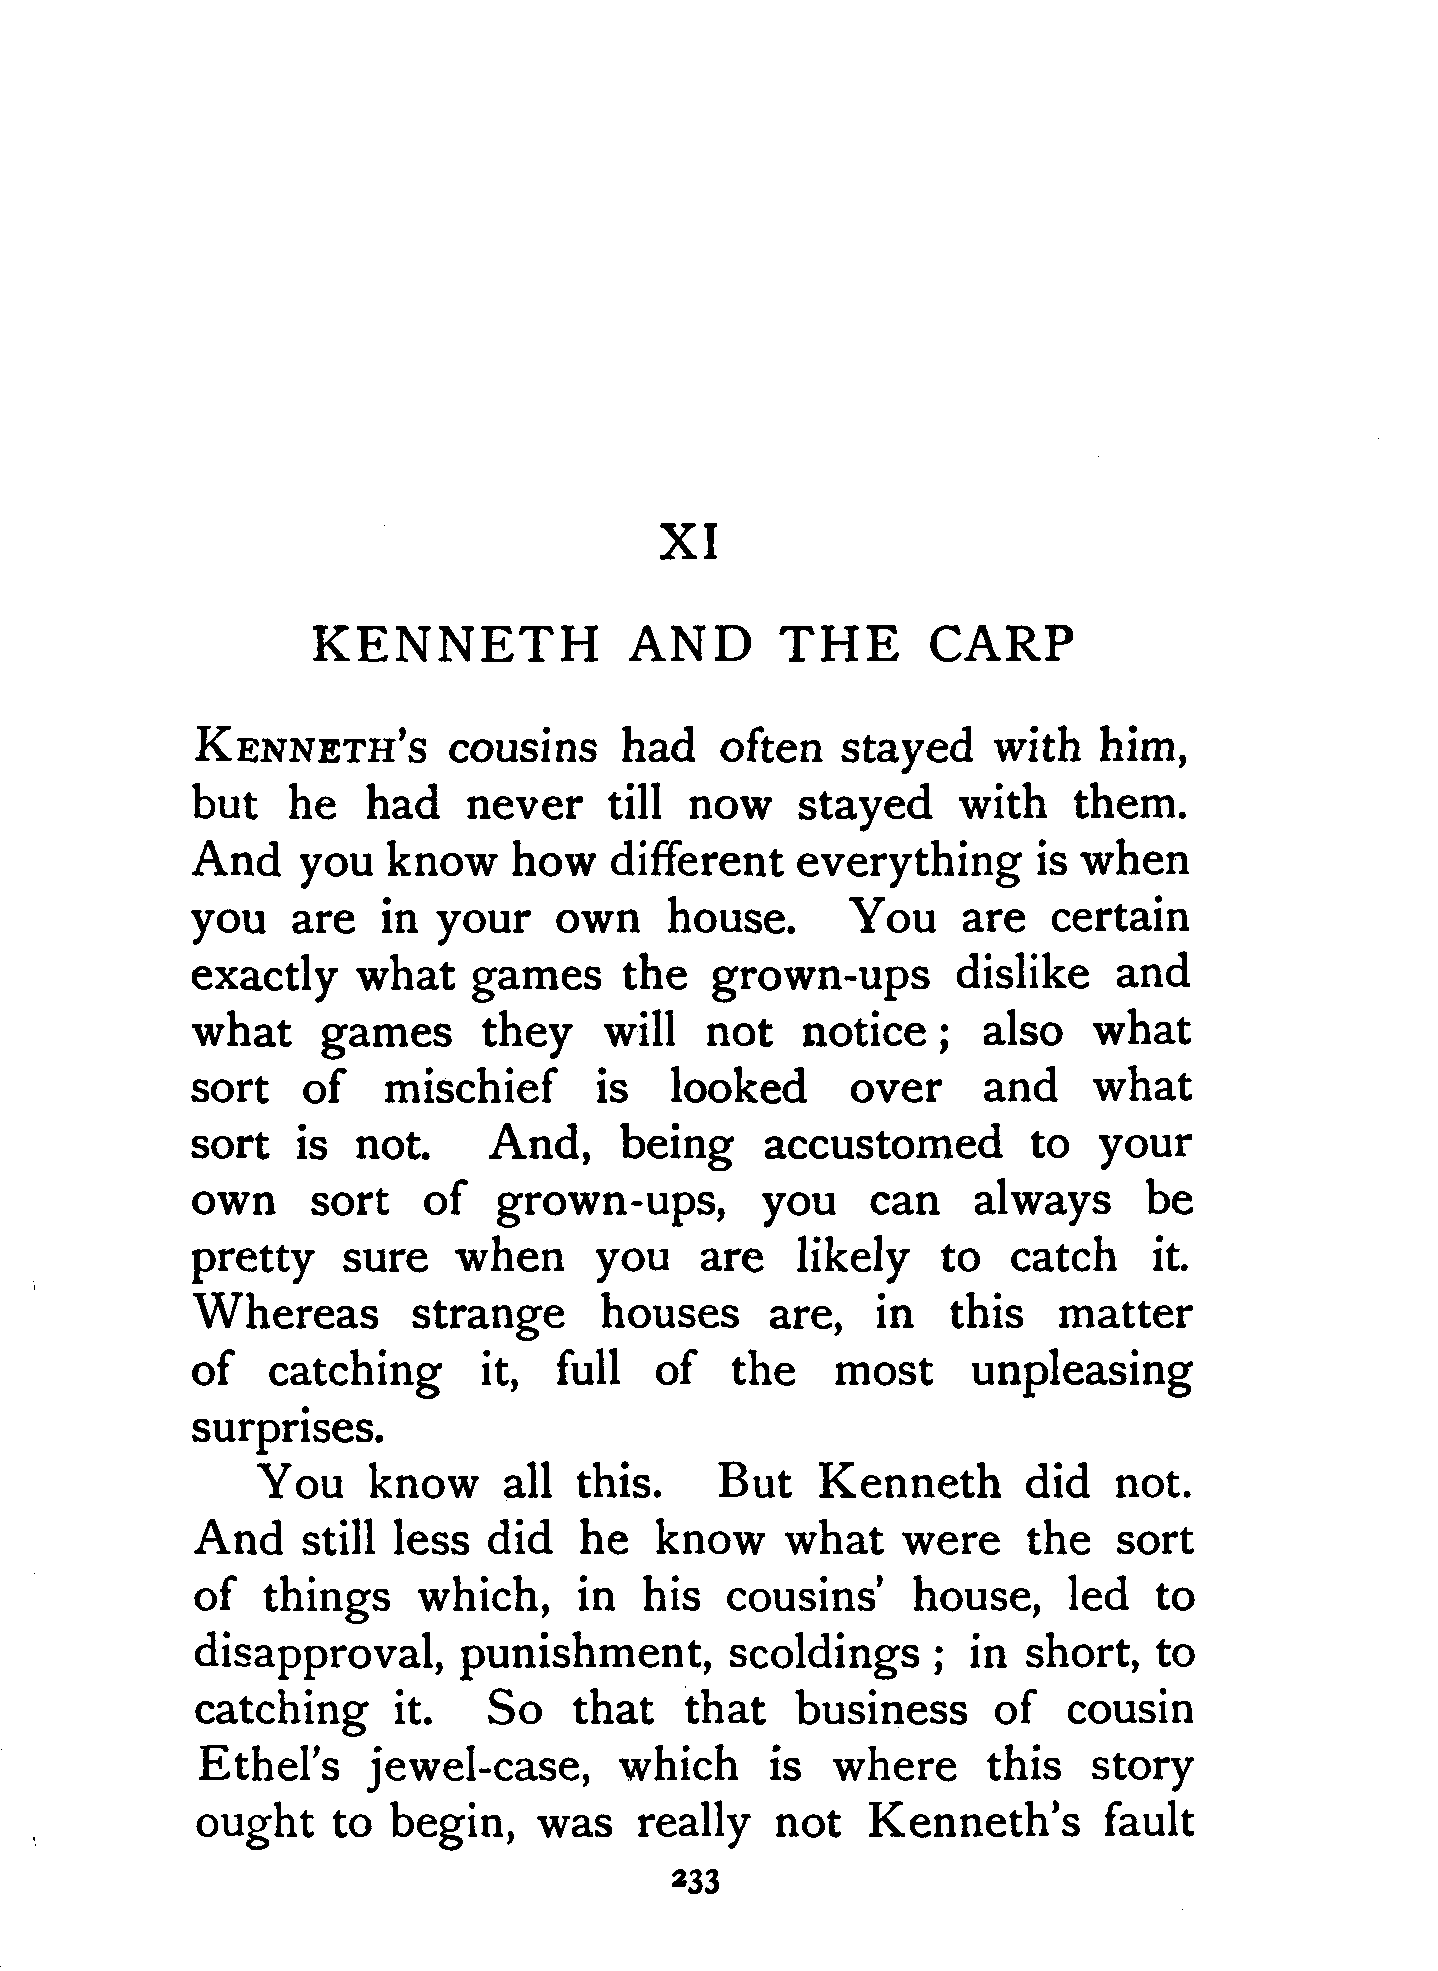 XI
KENNETH AND THE CARP
KENNETH'S cousins had often stayed with him,
but he had never till now stayed with them.
And you know how different everything is when
you are in your own house. You are certain
exactly what games the grown-ups dislike and
what games they will not notice ; also what
sort of mischief is looked over and what
sort is not. And, being accustomed to your
own sort of grown-ups, you can always be
pretty sure when you are likely to catch it.
Whereas strange houses are, in this matter
of catching it, full of the most unpleasing
surprises.
You know all this. But Kenneth did not.
And still less did he know what were the sort
of things which, in his cousins' house, led to
disapproval, punishment, scoldings ; in short, to
catching it. So that that business of cousin
Ethel's jewel-case, which is where this story
ought to begin, was really not Kenneth's fault
233